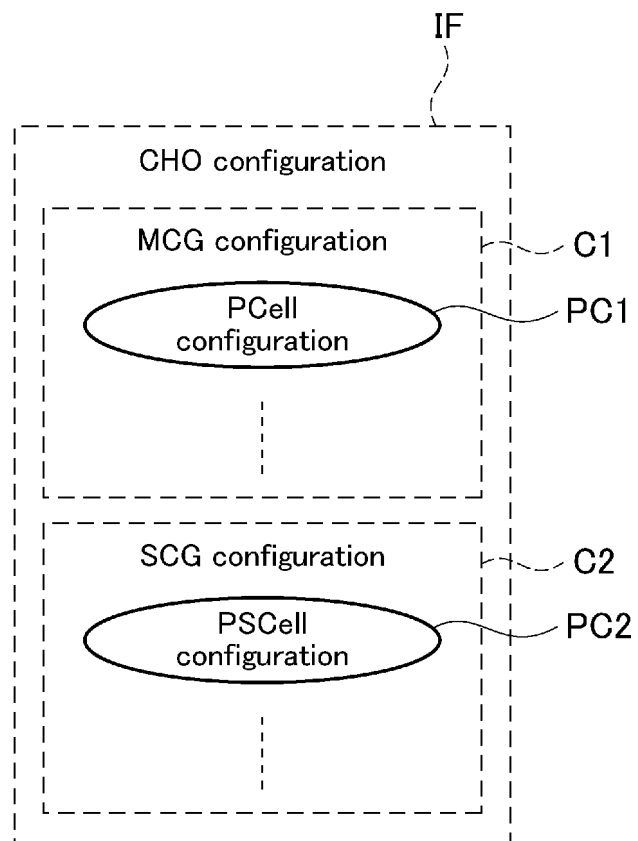 IF
CHO configuration
MCG configuration
C1
PCell
configuration
PC1
SCG configuration
C2
PSCell
configuration
PC2